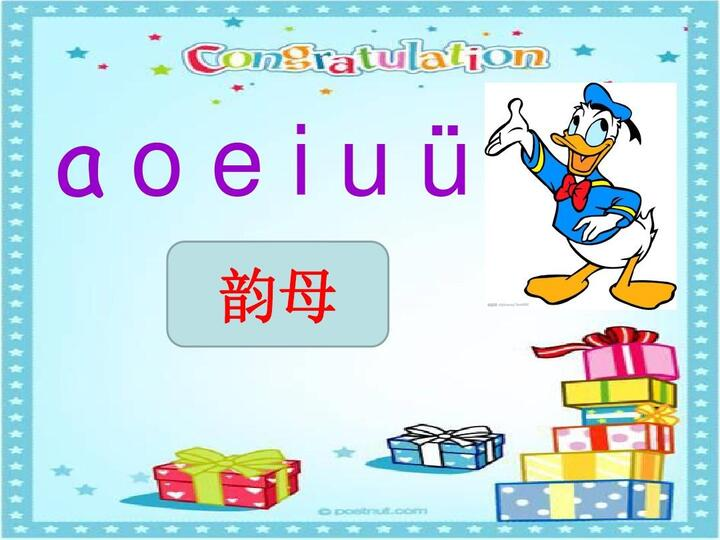 Congratulation
ɑ o e i u ü
韵母
© postnut.com